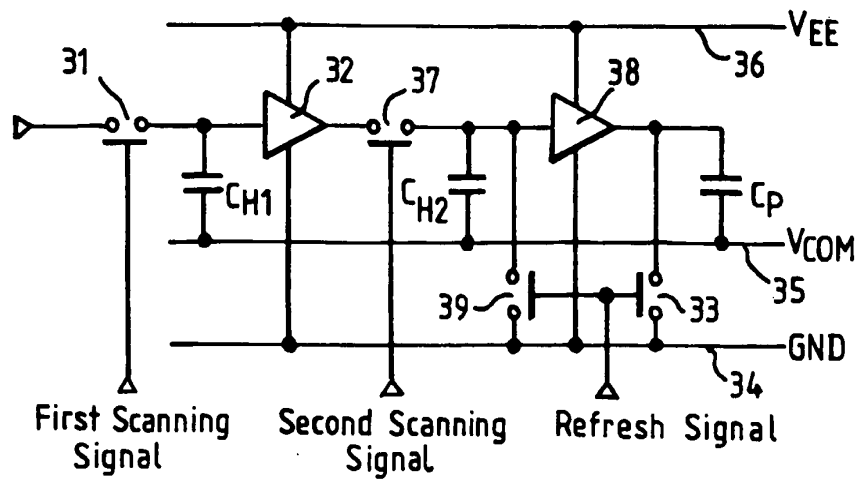 VEE
31
32
37
38
36
CH1
CH2
CP
VCOM
35
39
33
GND
34
First Scanning
Signal
Second Scanning
Signal
Refresh Signal